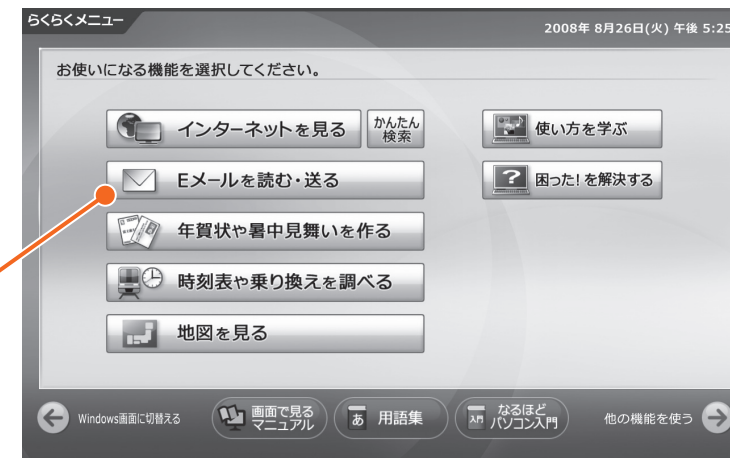 らくらくメニュー
2008年 8月26日(火) 午後 5:25
お使いになる機能を選択してください。
インターネットを見る
かんたん
検索
使い方を学ぶ
Eメールを読む・送る
困った!を解決する
年賀状や暑中見舞いを作る
時刻表や乗り換えを調べる
地図を見る
Windows画面に切替える
画面で見る
マニュアル
あ 用語集
入門
なるほど
パソコン入門
他の機能を使う